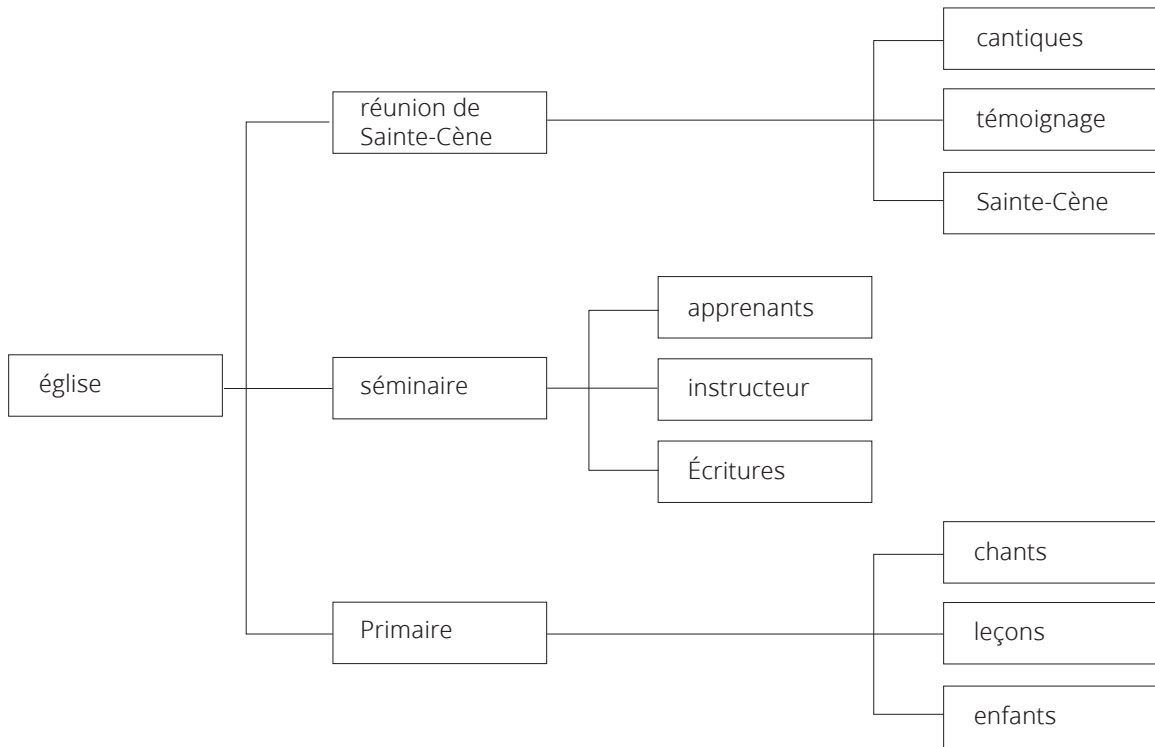 cantiques
réunion de
Sainte-Cène
témoignage
Sainte-Cène
apprenants
église
séminaire
instructeur
Écritures
chants
Primaire
leçons
enfants